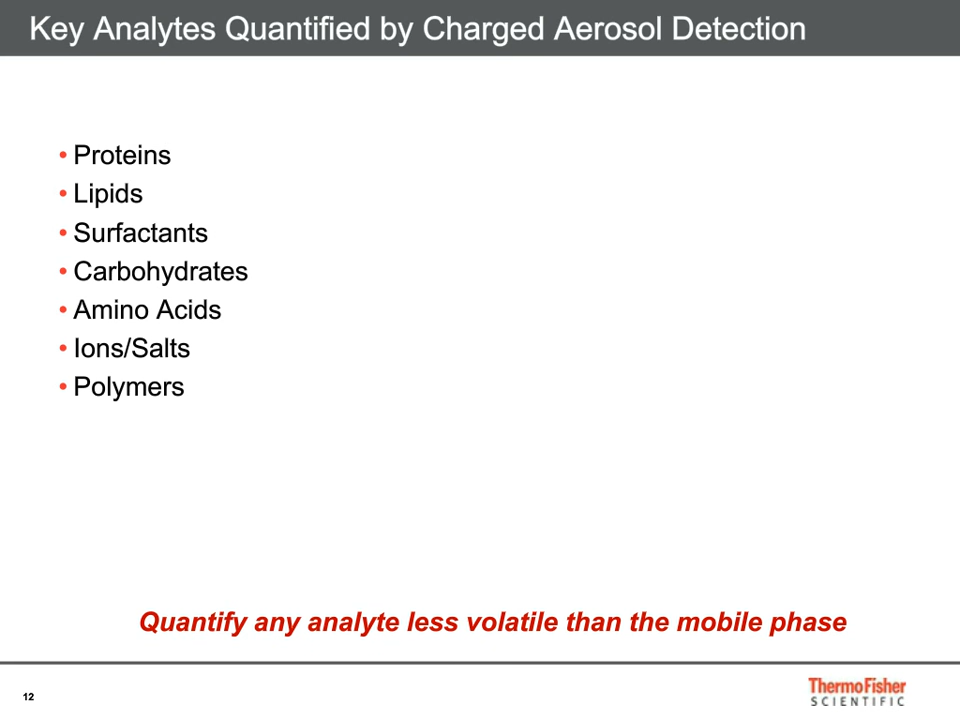 Key Analytes Quantified by Charged Aerosol Detection
• Proteins
• Lipids
• Surfactants
• Carbohydrates
• Amino Acids
• Ions/Salts
• Polymers
Quantify any analyte less volatile than the mobile phase
12
ThermoFisher
SCIENTIFIC